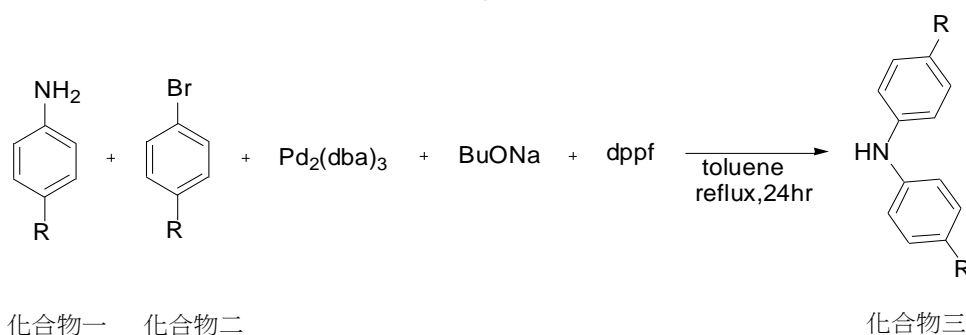 R
NH2
Br
HN
+ + Pd2(dba)3 + BuONa + dppf
toluene
reflux,24hr
R R
R
化合物一 化合物二 化合物三